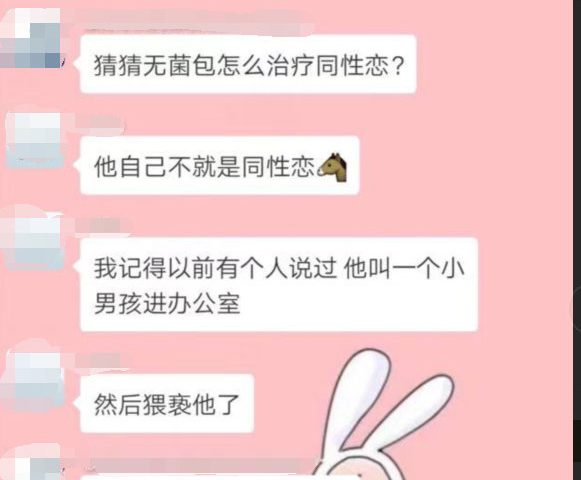 猜猜无菌包怎么治疗同性恋？
他自己不就是同性恋🐴
我记得以前有个人说过 他叫一个小
男孩进办公室
然后猥亵他了